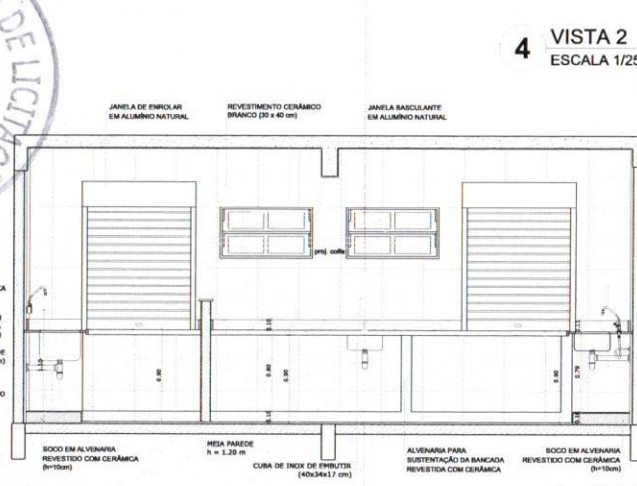 DE LICITAÇ
4 VISTA 2
ESCALA 1/25
JANELA DE ENROLAR
EM ALUMÍNIO NATURAL
REVESTIMENTO CERÂMICO
BRANCO (30 x 40 cm)
JANELA BASCULANTE
EM ALUMÍNIO NATURAL
proj. coifa
0.10
0.90
0.80
0.90
0.10
0.90
0.79
SOCO EM ALVENARIA
REVESTIDO COM CERÂMICA
(h=10cm)
MEIA PAREDE
h = 1.20 m
CUBA DE INOX DE EMBUTIR
(40x34x17 cm)
ALVENARIA PARA
SUSTENTAÇÃO DA BANCADA
REVESTIDA COM CERÂMICA
SOCO EM ALVENARIA
REVESTIDO COM CERÂMICA
(h=10cm)